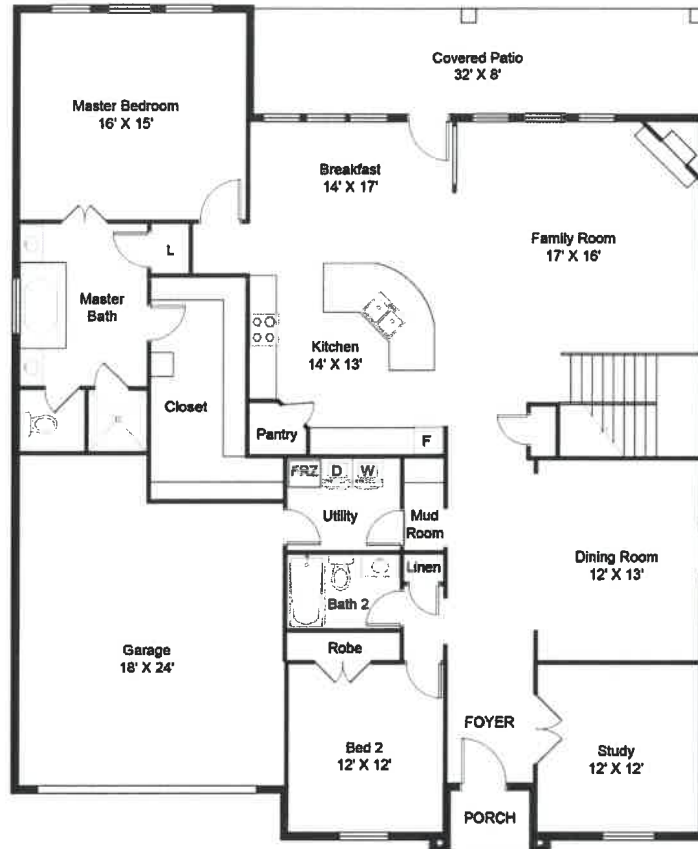 Covered Patio
32' X 8'
Master Bedroom
16' X 15'
Breakfast
14' X 17'
Family Room
17' X 16'
L
Master
Bath
Kitchen
14' X 13'
Closet
Pantry
F
FRZ D W
Utility
Mud
Room
Dining Room
12' X 13'
Linen
Bath 2
Robe
Garage
18' X 24'
FOYER
Bed 2
12' X 12'
Study
12' X 12'
PORCH